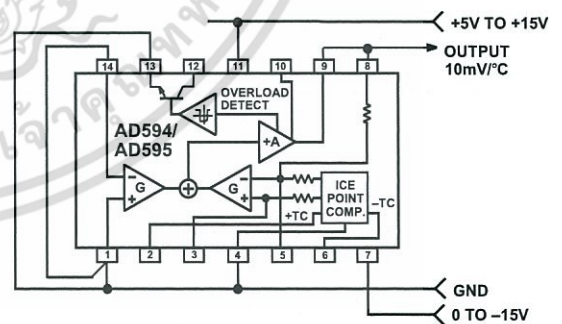 +5V TO +15V
OUTPUT
10mV/°C
14 13 12 11 10 9 8
OVERLOAD
DETECT
AD594/
AD595
+A
G
G
ICE
POINT
COMP.
–TC
+TC
1 2 3 4 5 6 7
GND
0 TO –15V